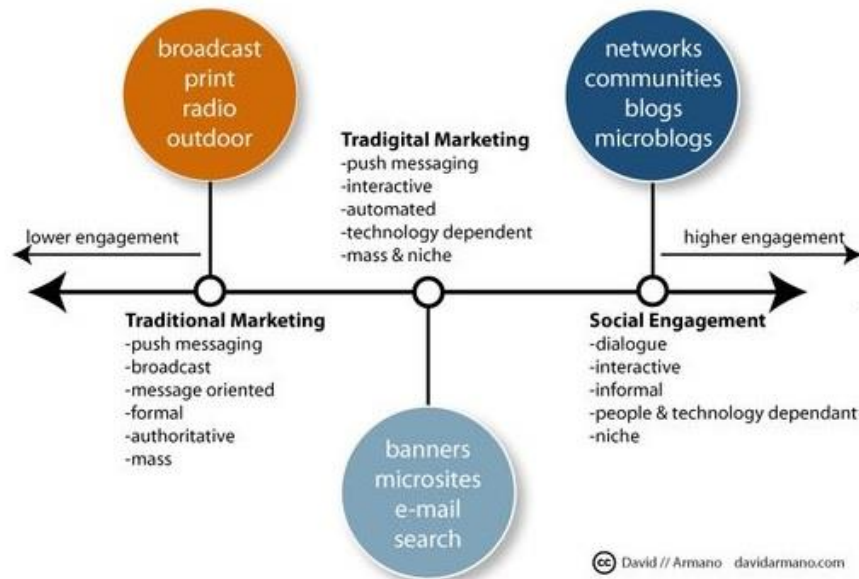 broadcast
print
radio
outdoor
networks
communities
blogs
microblogs
Tradigital Marketing
-push messaging
-interactive
-automated
-technology dependent
-mass & niche
lower engagement
higher engagement
Traditional Marketing
-push messaging
-broadcast
-message oriented
-formal
-authoritative
-mass
Social Engagement
-dialogue
-interactive
-informal
-people & technology dependant
-niche
banners
microsites
e-mail
search
cc David // Armano davidarmano.com